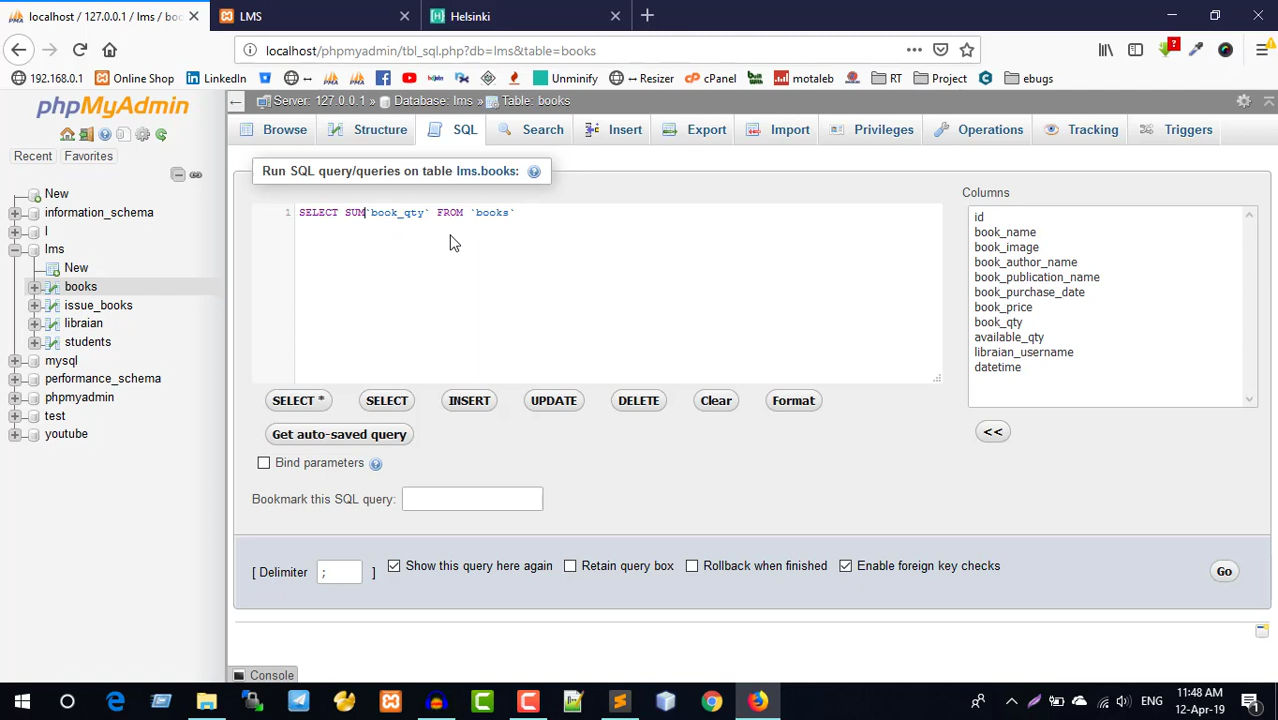 localhost / 127.0.0.1 / lms / boo
LMS
Helsinki
localhost/phpmyadmin/tbl_sql.php?db=lms&table=books
192.168.0.1
Online Shop
LinkedIn
Unminify
Resizer
cPanel
motaleb
RT
Project
ebugs
phpMyAdmin
Recent
Favorites
New
information_schema
l
lms
New
books
issue_books
libraian
students
mysql
performance_schema
phpmyadmin
test
youtube
Server: 127.0.0.1 » Database: lms » Table: books
Browse
Structure
SQL
Search
Insert
Export
Import
Privileges
Operations
Tracking
Triggers
Run SQL query/queries on table lms.books:
1 SELECT SUM`book_qty` FROM `books`
Columns
id
book_name
book_image
book_author_name
book_publication_name
book_purchase_date
book_price
book_qty
available_qty
libraian_username
datetime
<<
SELECT *
SELECT
INSERT
UPDATE
DELETE
Clear
Format
Get auto-saved query
Bind parameters
Bookmark this SQL query:
[ Delimiter ; ]
Show this query here again
Retain query box
Rollback when finished
Enable foreign key checks
Go
Console
ENG
11:48 AM
12-Apr-19